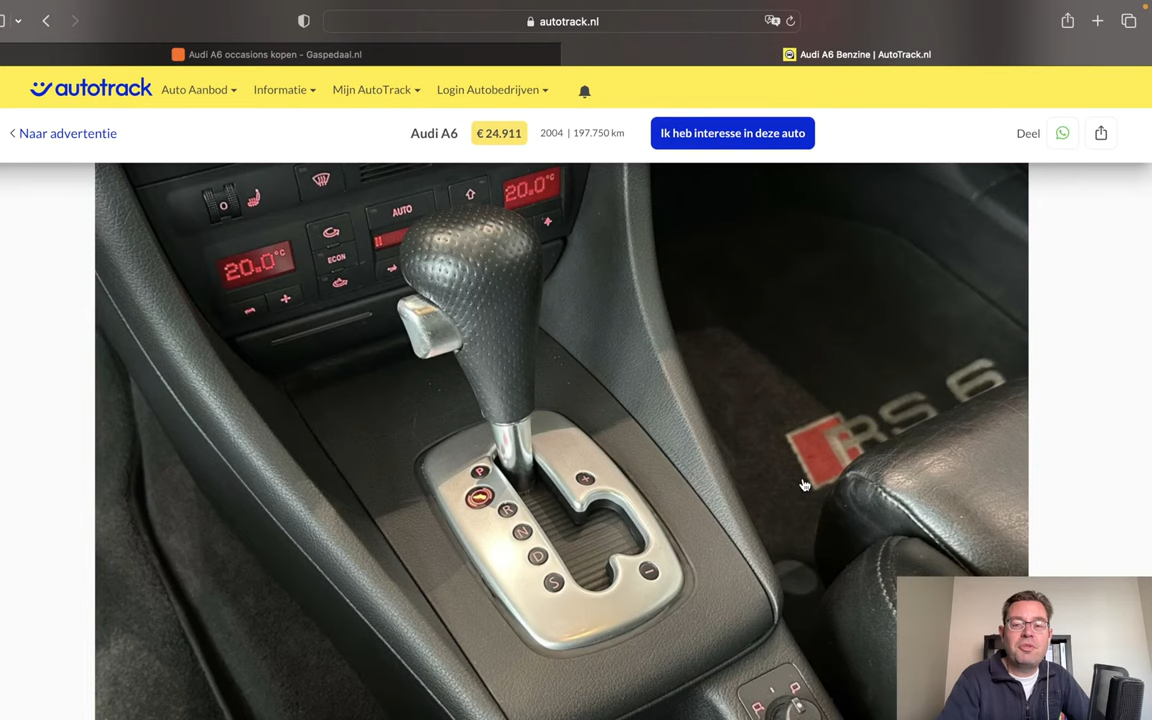 autotrack.nl
Audi A6 occasions kopen - Gaspedaal.nl
Audi A6 Benzine | AutoTrack.nl
autotrack
Auto Aanbod
Informatie
Mijn AutoTrack
Login Autobedrijven
Naar advertentie
Audi A6
€ 24.911
2004 | 197.750 km
Ik heb interesse in deze auto
Deel
0
AUTO
20.0°C
20.0°C
ECON
RS 6
P
R
N
D
S
+
−